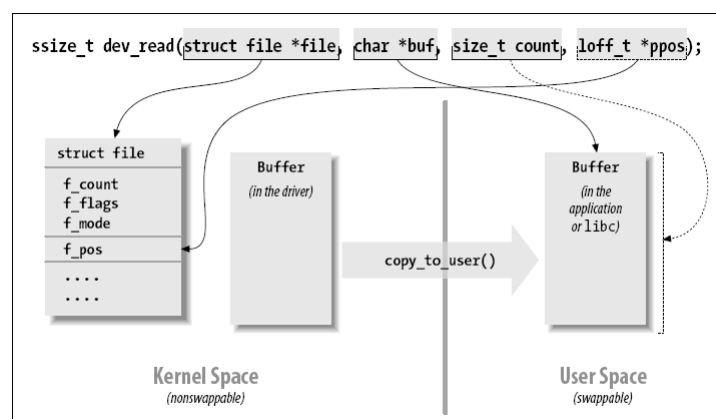 ssize_t dev_read(struct file *file, char *buf, size_t count, loff_t *ppos);
struct file
f_count
f_flags
f_mode
f_pos
....
....
Buffer
(in the driver)
copy_to_user()
Buffer
(in the
application
or libc)
Kernel Space
(nonswappable)
User Space
(swappable)